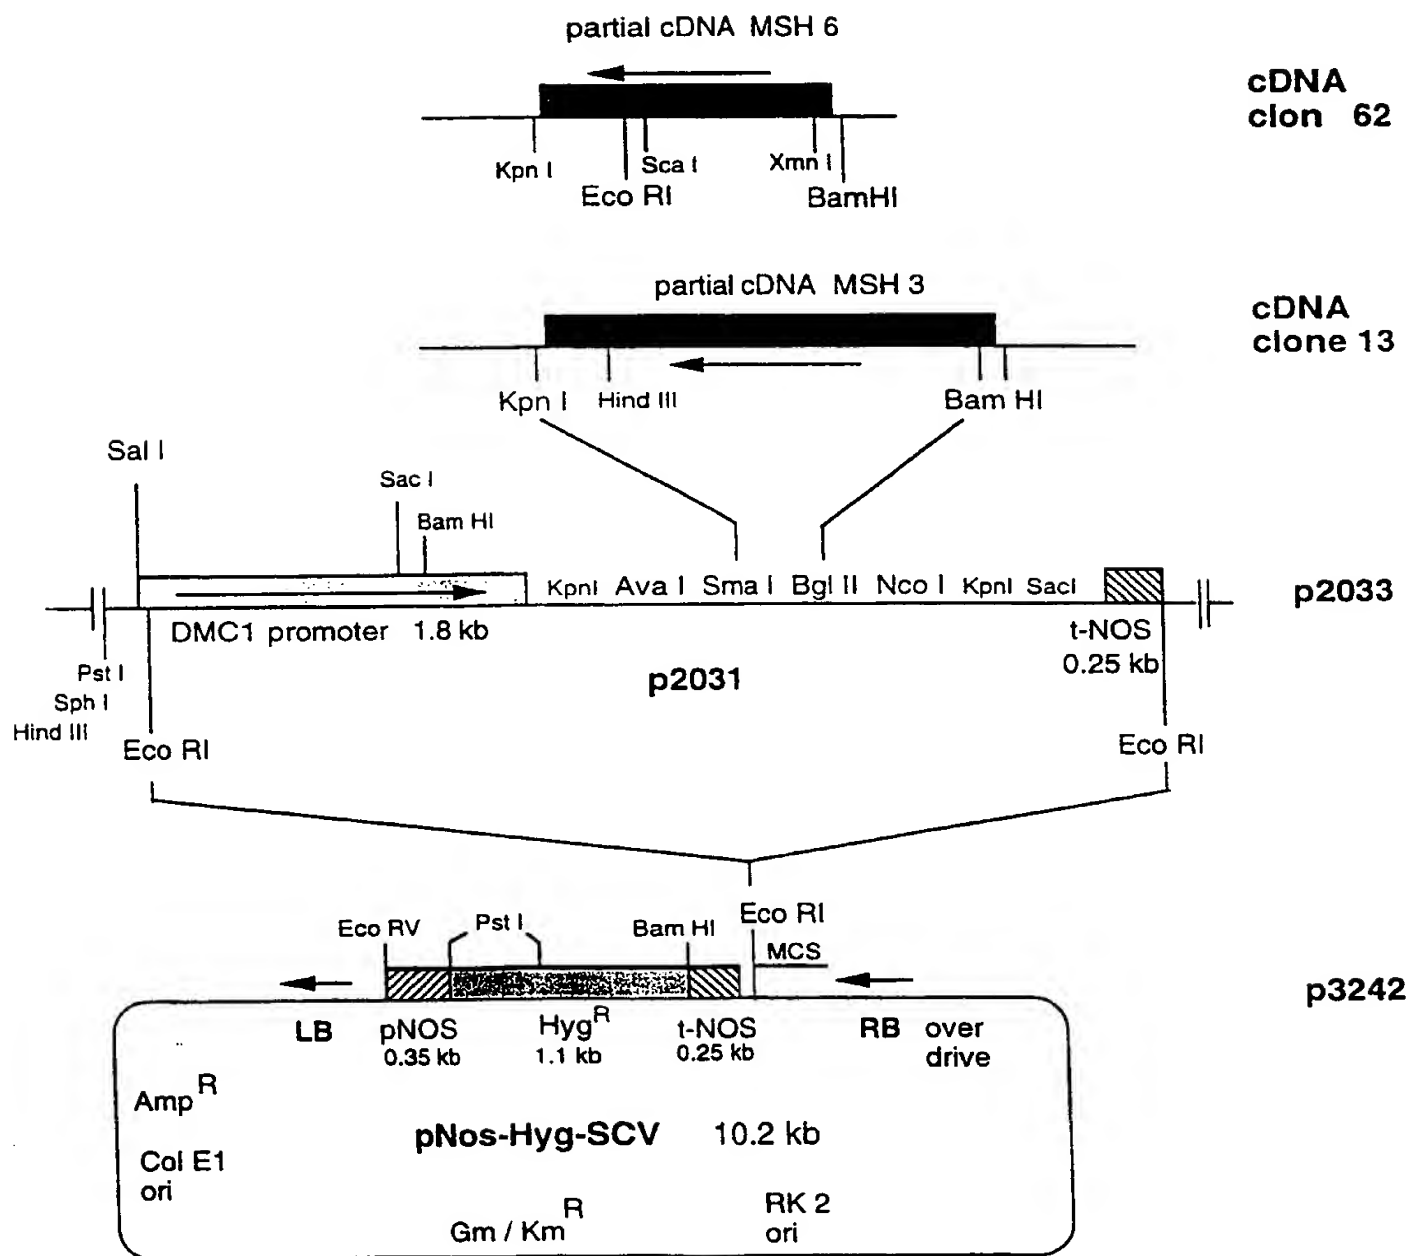 partial cDNA MSH 6
cDNA
clon 62
Kpn I
Sca I
Xmn I
Eco RI
BamHI
partial cDNA MSH 3
cDNA
clone 13
Kpn I
Hind III
Bam HI
Sal I
Sac I
Bam HI
KpnI Ava I Sma I Bgl II Nco I KpnI SacI
p2033
DMC1 promoter 1.8 kb
t-NOS
0.25 kb
p2031
Pst I
Sph I
Hind III
Eco RI
Eco RI
Eco RV
Pst I
Bam HI
Eco RI
MCS
p3242
LB
pNOS
0.35 kb
Hyg R
1.1 kb
t-NOS
0.25 kb
RB over
drive
Amp R
pNos-Hyg-SCV 10.2 kb
Col E1
ori
Gm / Km R
RK 2
ori